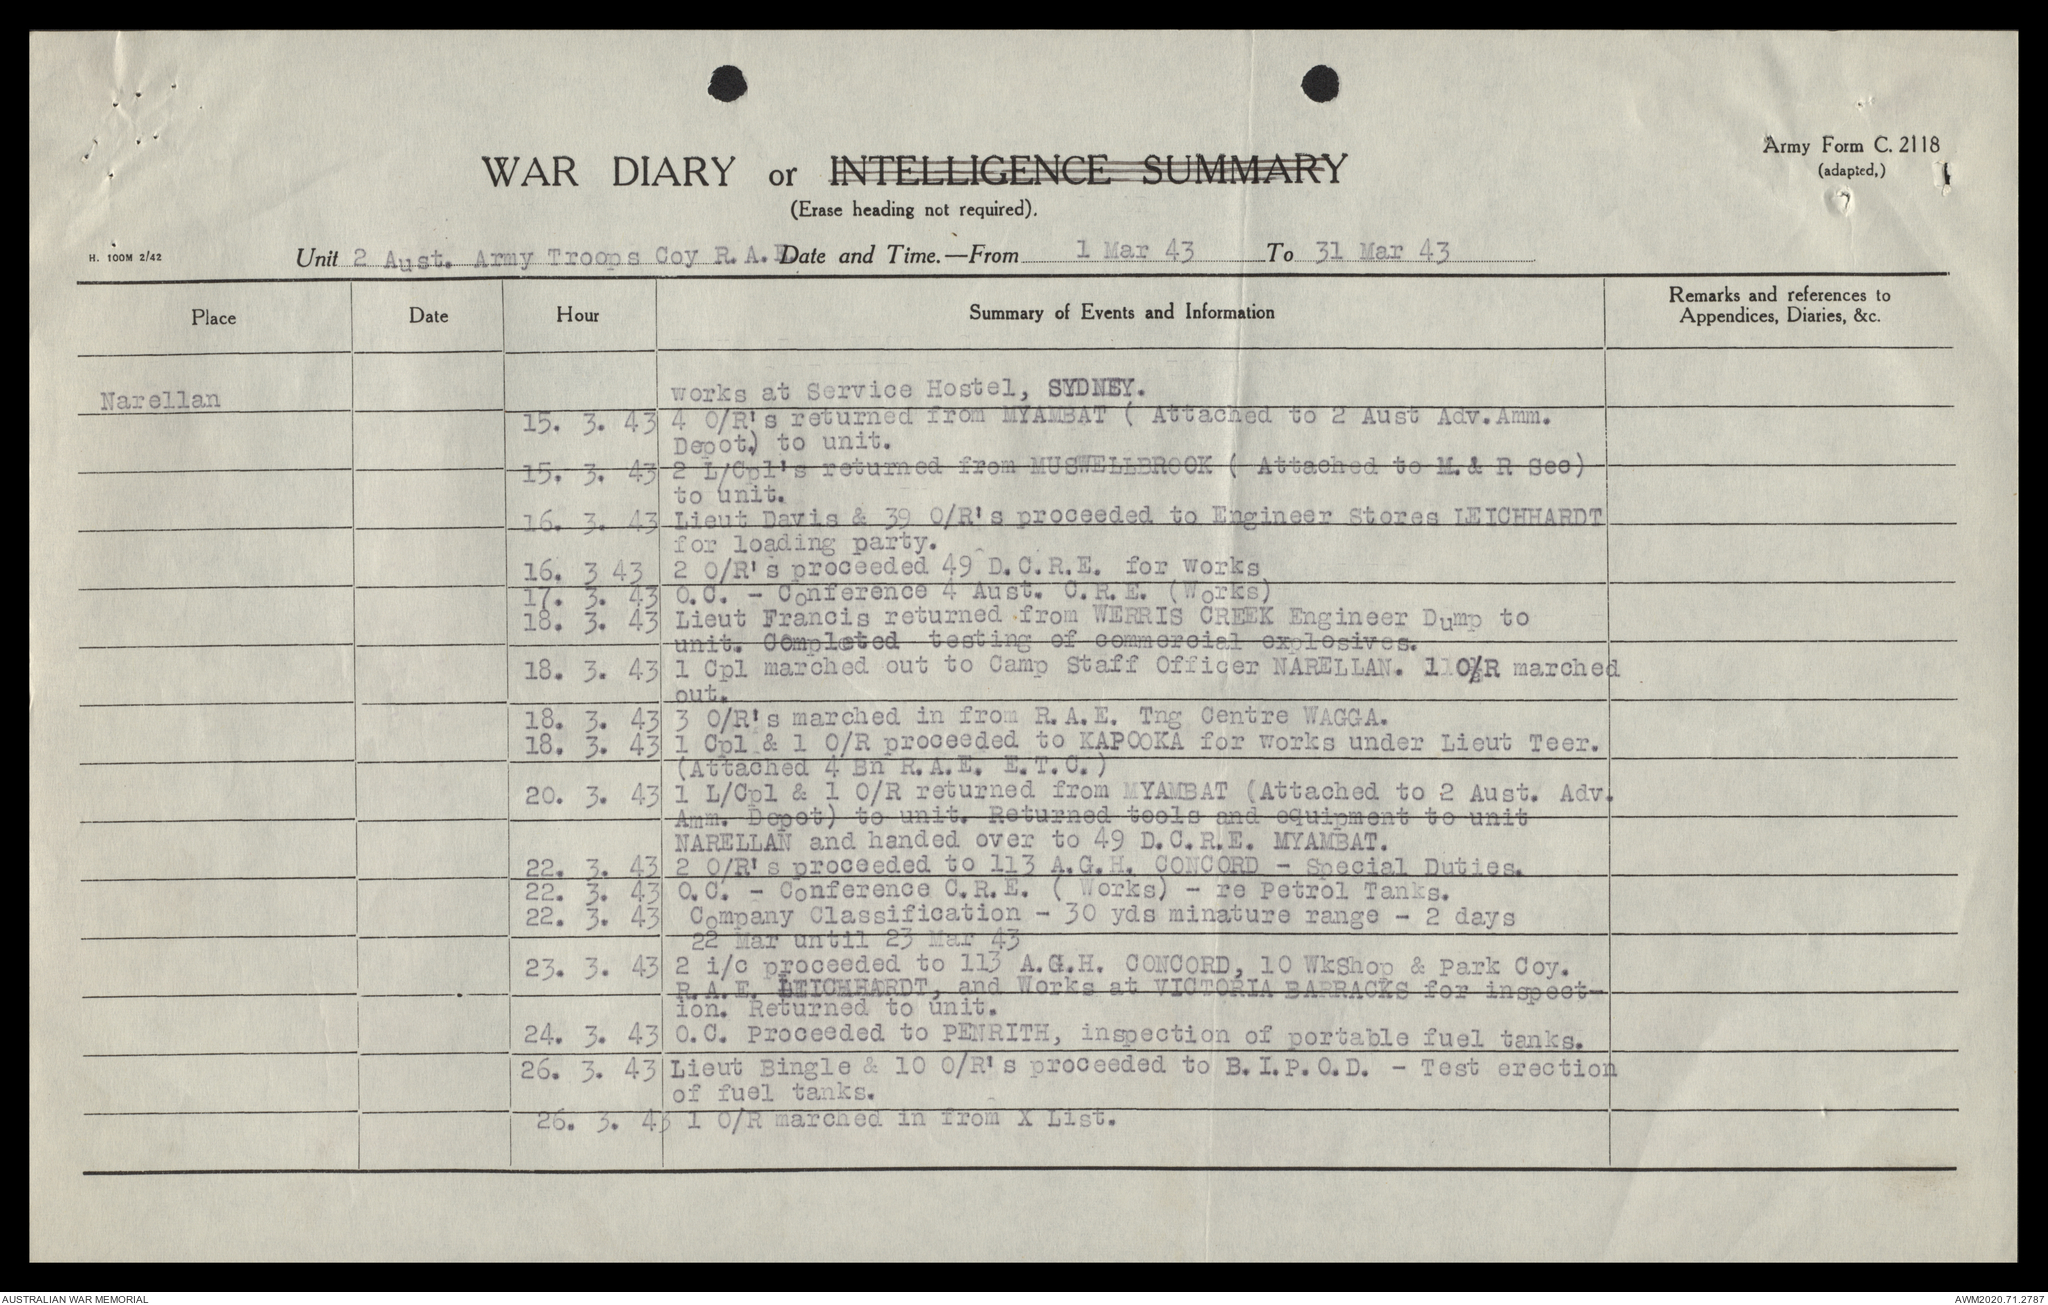 Army Form C. 2118
(adapted,)
WAR DIARY or INTELLIGENCE SUMMARY
(Erase heading not required).
H. 100M 2/42
Unit 2 Aust. Army Troops Coy R.A.E. Date and Time.—From 1 Mar 43 To 31 Mar 43
Place Date Hour Summary of Events and Information Remarks and references to
Appendices, Diaries, &c.
Narellan works at Service Hostel, SYDNEY.
15. 3. 43 4 O/R's returned from MYAMBAT ( Attached to 2 Aust Adv.Amm.
Depot) to unit.
15. 3. 43 2 L/Cpl's returned from MUSWELLBROOK ( Attached to M.& R Sec)
to unit.
16. 3. 43 Lieut Davis & 39 O/R's proceeded to Engineer Stores LEICHHARDT
for loading party.
16. 3 43 2 O/R's proceeded 49 D.C.R.E. for works
17. 3. 43 O.C. - Conference 4 Aust. C.R.E. (Works)
18. 3. 43 Lieut Francis returned from WERRIS CREEK Engineer Dump to
unit. Completed testing of commercial explosives.
18. 3. 43 1 Cpl marched out to Camp Staff Officer NARELLAN. 1 O/R marched
out.
18. 3. 43 3 O/R's marched in from R.A.E. Tng Centre WAGGA.
18. 3. 43 1 Cpl & 1 O/R proceeded to KAPOOKA for works under Lieut Teer.
(Attached 4 Bn R.A.E. E.T.C.)
20. 3. 43 1 L/Cpl & 1 O/R returned from MYAMBAT (Attached to 2 Aust. Adv.
Amm. Depot) to unit. Returned tools and equipment to unit
NARELLAN and handed over to 49 D.C.R.E. MYAMBAT.
22. 3. 43 2 O/R's proceeded to 113 A.G.H. CONCORD - Special Duties.
22. 3. 43 O.C. - Conference C.R.E. ( Works) - re Petrol Tanks.
22. 3. 43 Company Classification - 30 yds minature range - 2 days
22 Mar until 23 Mar 43
23. 3. 43 2 i/c proceeded to 113 A.G.H. CONCORD, 10 WkShop & Park Coy.
R.A.E. LEICHHARDT, and Works at VICTORIA BARRACKS for inspect-
ion. Returned to unit.
24. 3. 43 O.C. Proceeded to PENRITH, inspection of portable fuel tanks.
26. 3. 43 Lieut Bingle & 10 O/R's proceeded to B.I.P.O.D. - Test erection
of fuel tanks.
26. 3. 43 1 O/R marched in from X List.
AUSTRALIAN WAR MEMORIAL
AWM2020.71.2787